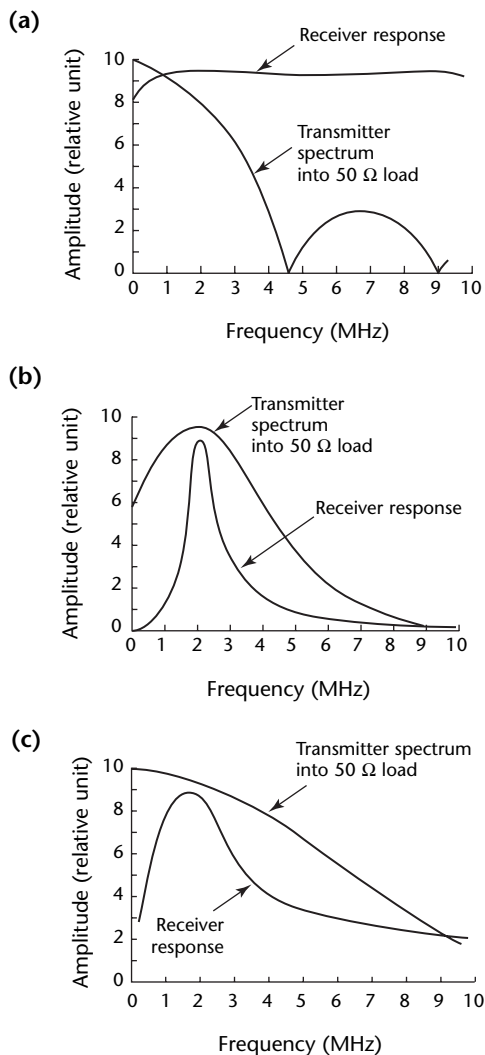 (a)
Receiver response
10
8
6
4
2
0
Amplitude (relative unit)
Transmitter
spectrum
into 50 Ω load
0 1 2 3 4 5 6 7 8 9 10
Frequency (MHz)
(b)
10
8
6
4
2
0
Amplitude (relative unit)
Transmitter
spectrum
into 50 Ω load
Receiver response
0 1 2 3 4 5 6 7 8 9 10
Frequency (MHz)
(c)
10
8
6
4
2
0
Amplitude (relative unit)
Transmitter spectrum
into 50 Ω load
Receiver
response
0 1 2 3 4 5 6 7 8 9 10
Frequency (MHz)